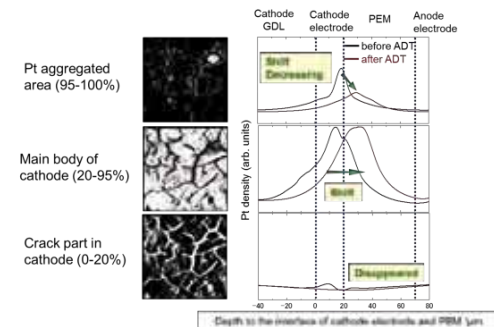 Cathode GDL
Cathode electrode
PEM
Anode electrode
before ADT
after ADT
Pt aggregated
area (95-100%)
Shift
Decreasing
Main body of
cathode (20-95%)
Shift
Crack part in
cathode (0-20%)
Disappeared
Pt density (arb. units)
-40 -20 0 20 40 60 80
Depth to the interface of cathode electrode and PEM /μm